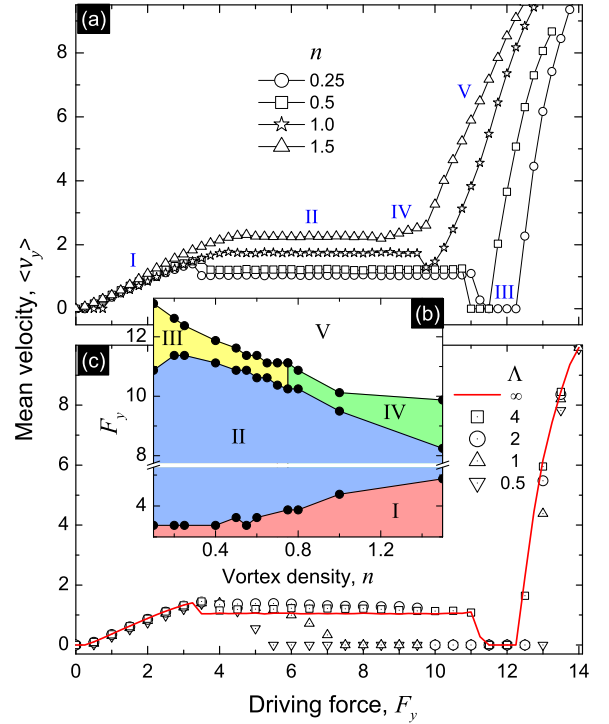 (a)
n
0.25
0.5
1.0
1.5
I
II
IV
V
III
8
6
4
2
0
Mean velocity, <v_y>
(b)
V
III
II
IV
I
12
10
8
4
F_y
0.4 0.8 1.2
Vortex density, n
(c)
Λ
∞
4
2
1
0.5
8
6
4
2
0
0 2 4 6 8 10 12 14
Driving force, F_y